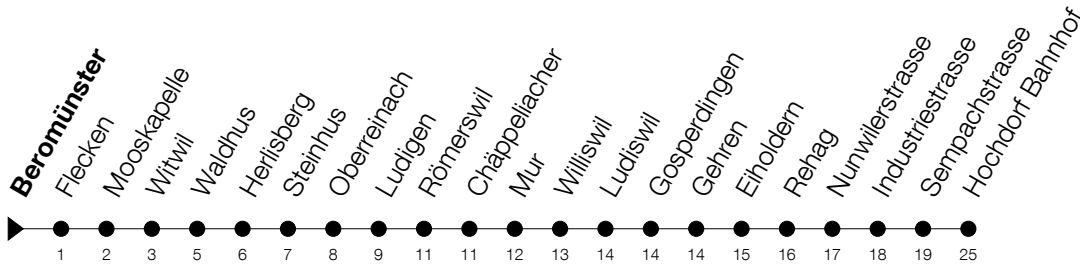 Beromünster
Flecken
Mooskapelle
Witwil
Waldhus
Herlisberg
Steinhus
Oberreinach
Ludigen
Römerswil
Chäppeliacher
Mur
Williswil
Ludiswil
Gosperdingen
Gehren
Eiholdern
Rehag
Nunwilerstrasse
Industriestrasse
Sempachstrasse
Hochdorf Bahnhof
1 2 3 5 6 7 8 9 11 11 12 13 14 14 14 15 16 17 18 19 25